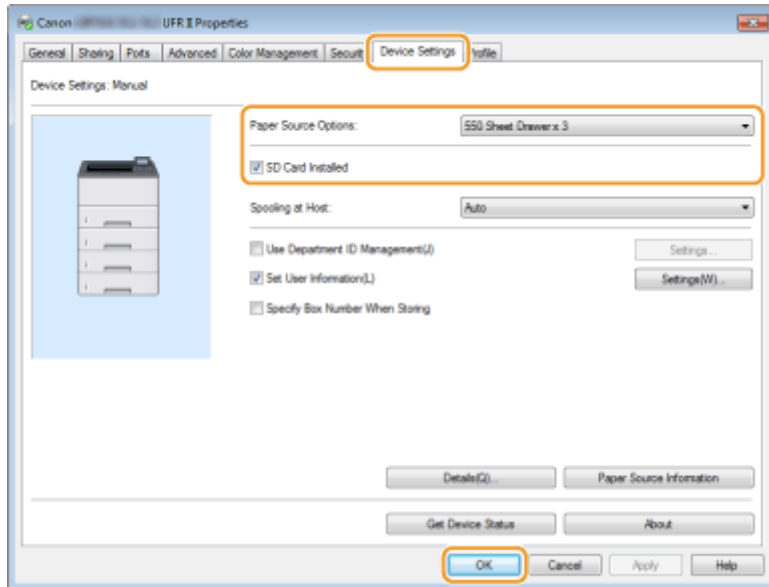 Canon UFR II Properties
General Sharing Ports Advanced Color Management Securit Device Settings Profile
Device Settings: Manual
Paper Source Options: 550 Sheet Drawer x 3
SD Card Installed
Spooling at Host: Auto
Use Department ID Management(J) Settings...
Set User Information(L) Settings(W)...
Specify Box Number When Storing
Details(Q)... Paper Source Information
Get Device Status About
OK Cancel Apply Help